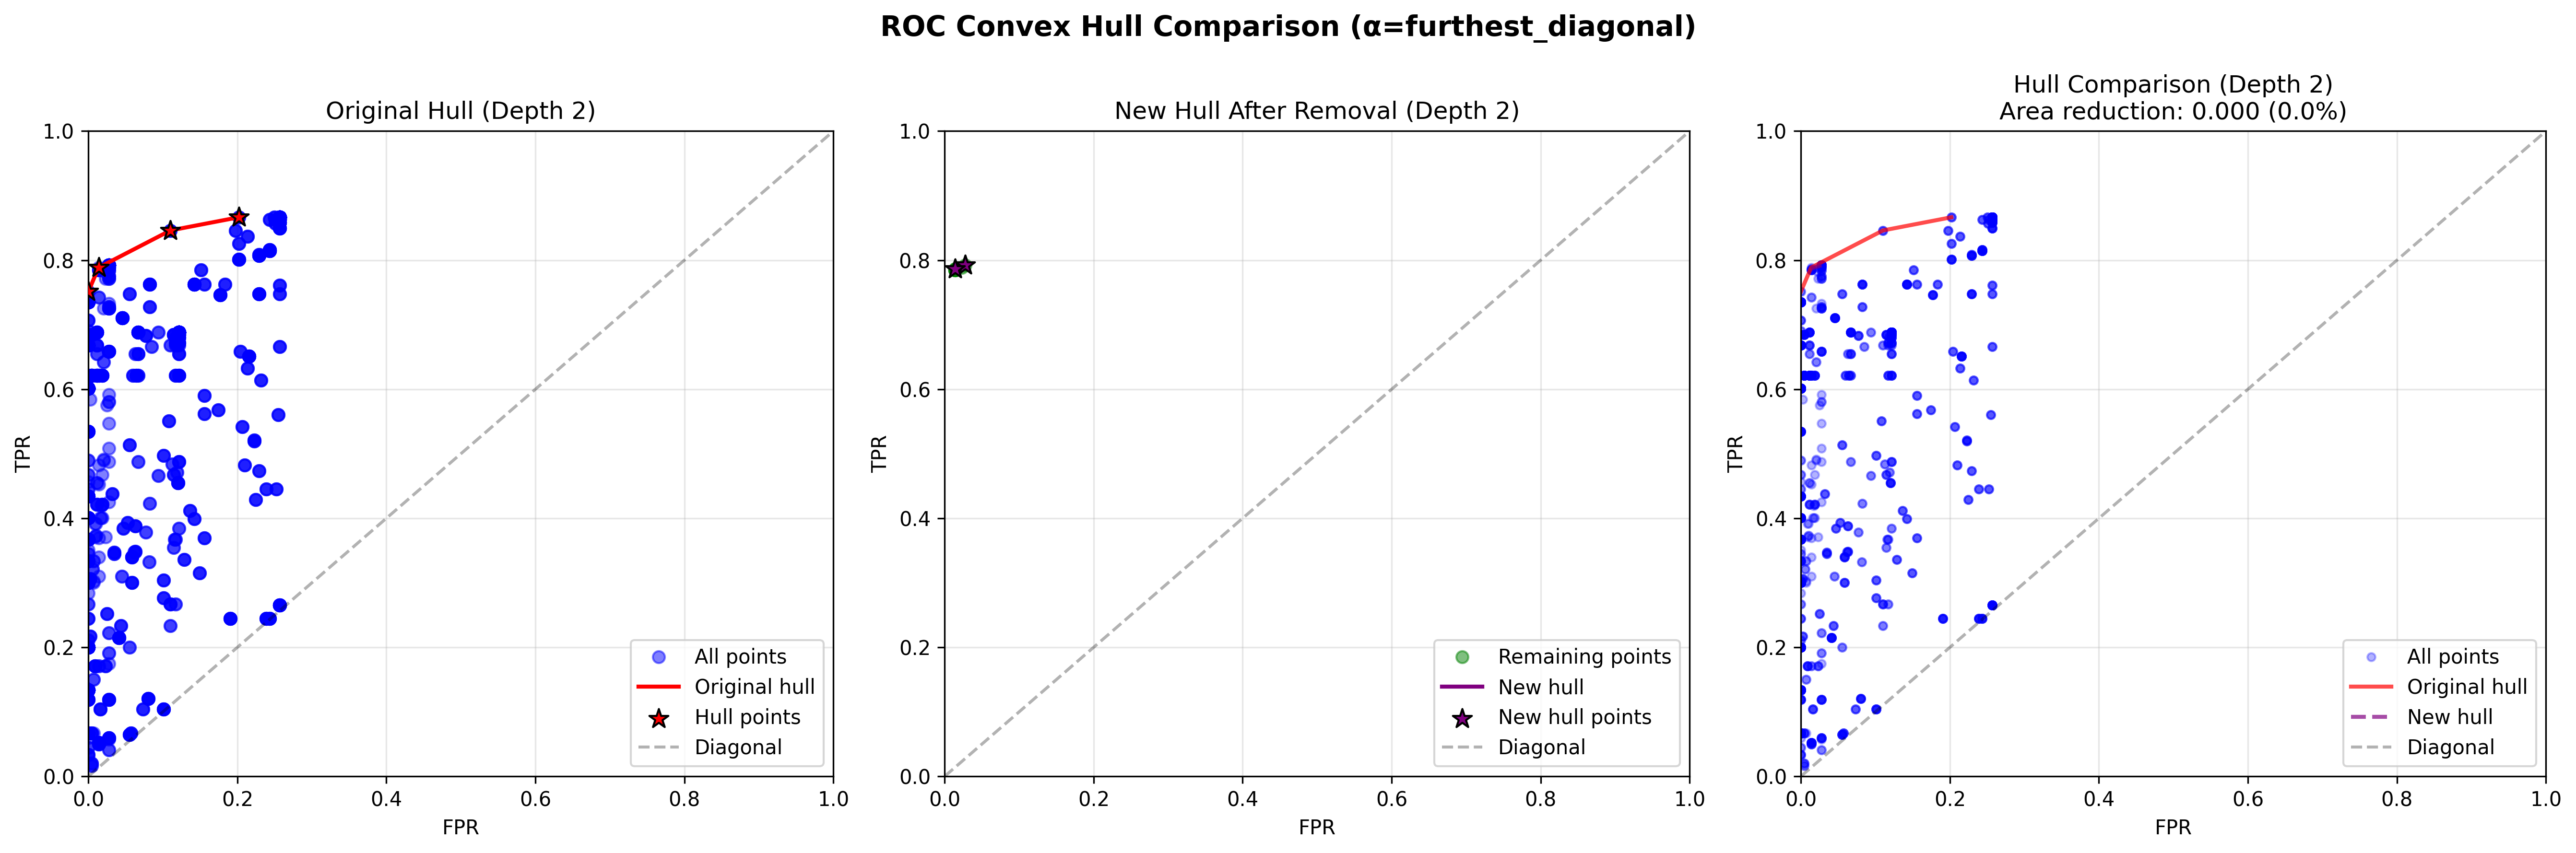 ROC Convex Hull Comparison (α=furthest_diagonal)
Original Hull (Depth 2)
1.0
0.8
0.6
0.4
0.2
0.0
TPR
0.0 0.2 0.4 0.6 0.8 1.0
FPR
All points
Original hull
Hull points
Diagonal
New Hull After Removal (Depth 2)
1.0
0.8
0.6
0.4
0.2
0.0
TPR
0.0 0.2 0.4 0.6 0.8 1.0
FPR
Remaining points
New hull
New hull points
Diagonal
Hull Comparison (Depth 2)
Area reduction: 0.000 (0.0%)
1.0
0.8
0.6
0.4
0.2
0.0
TPR
0.0 0.2 0.4 0.6 0.8 1.0
FPR
All points
Original hull
New hull
Diagonal